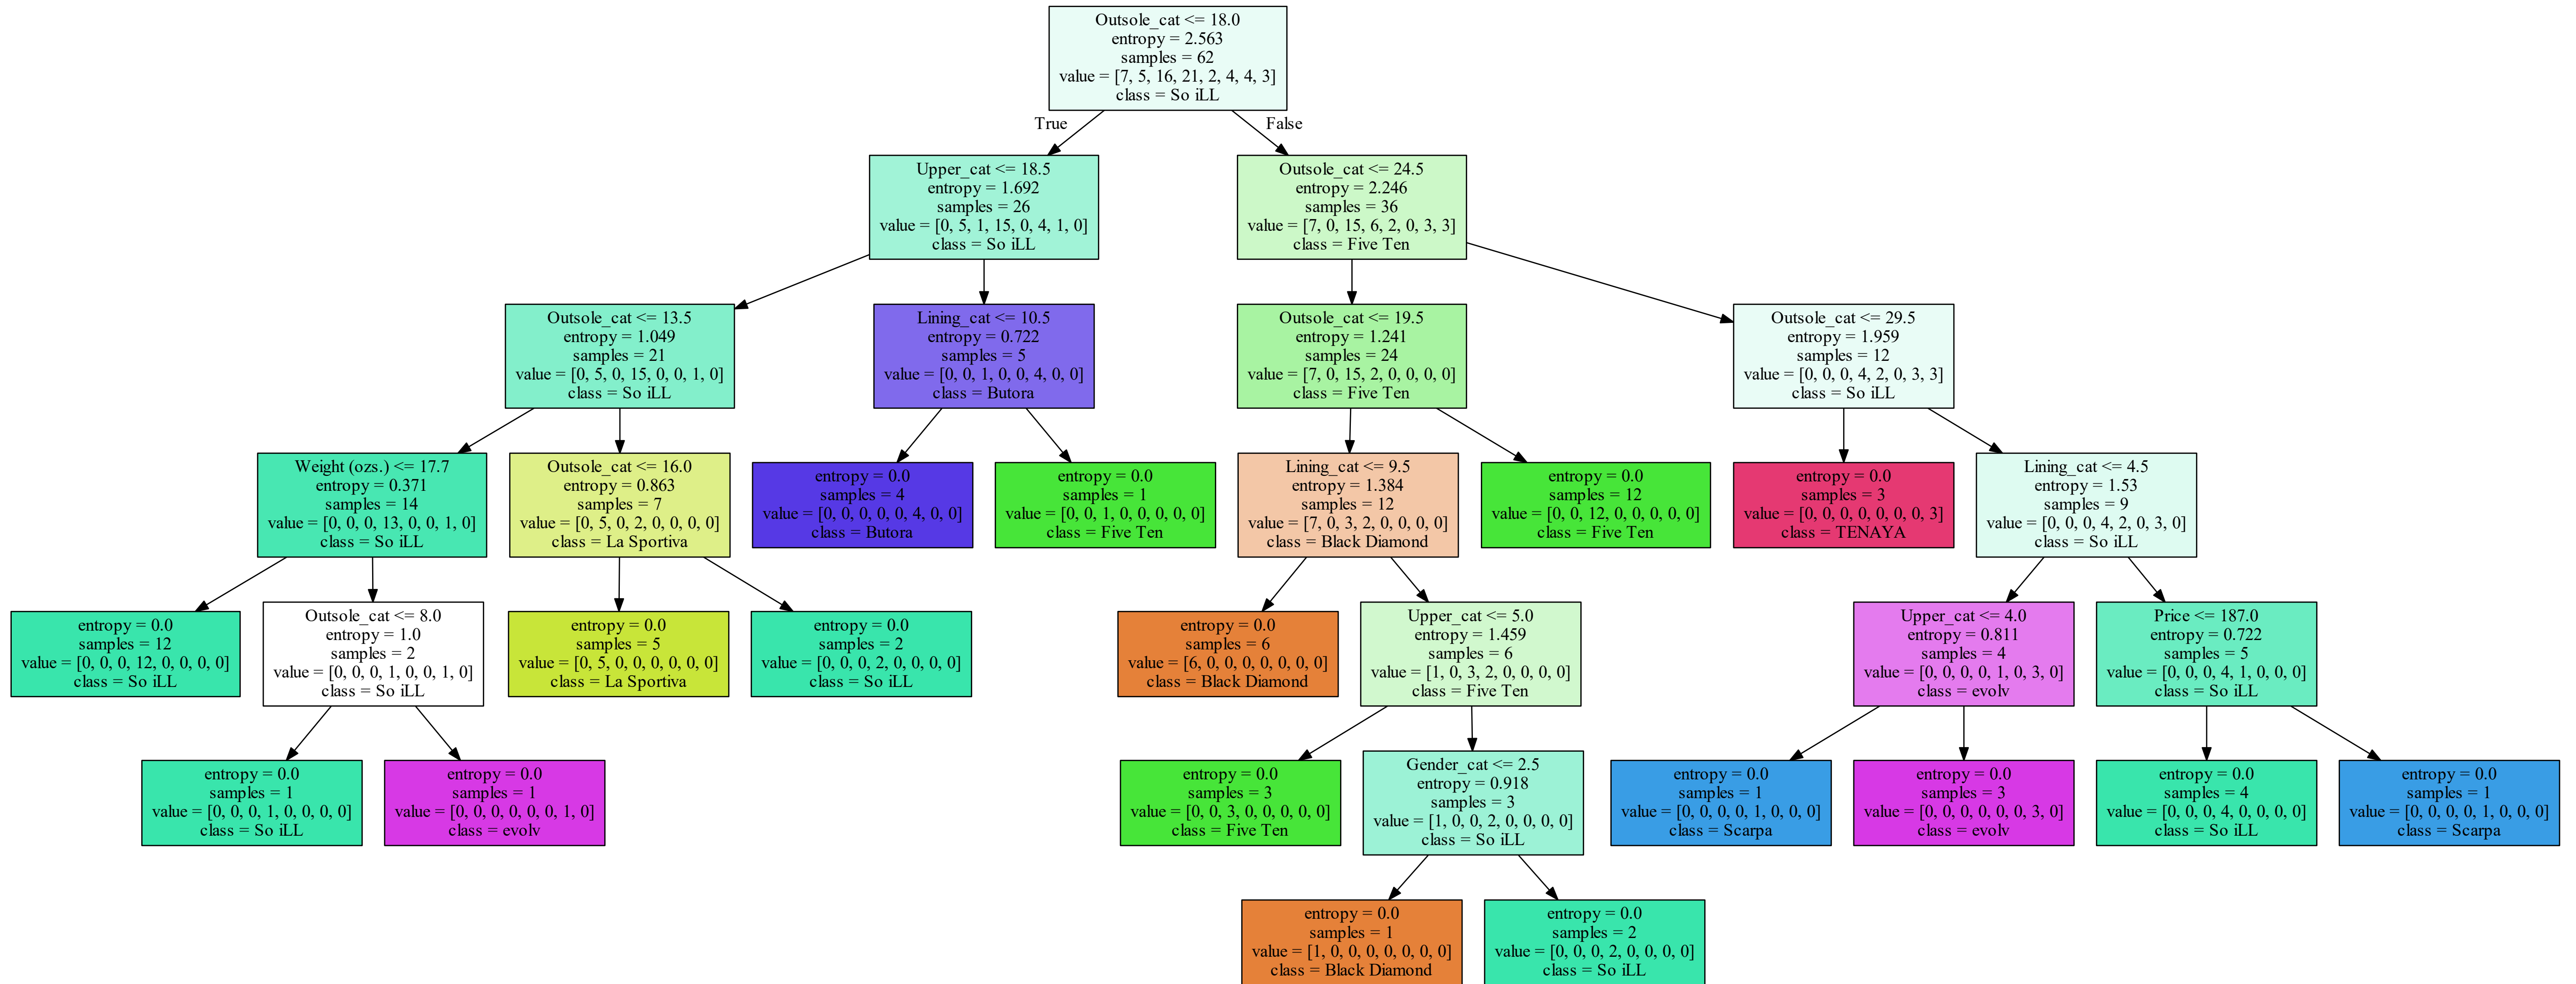 Outsole_cat <= 18.0
entropy = 2.563
samples = 62
value = [7, 5, 16, 21, 2, 4, 4, 3]
class = So iLL
True
False
Upper_cat <= 18.5
entropy = 1.692
samples = 26
value = [0, 5, 1, 15, 0, 4, 1, 0]
class = So iLL
Outsole_cat <= 24.5
entropy = 2.246
samples = 36
value = [7, 0, 15, 6, 2, 0, 3, 3]
class = Five Ten
Outsole_cat <= 13.5
entropy = 1.049
samples = 21
value = [0, 5, 0, 15, 0, 0, 1, 0]
class = So iLL
Lining_cat <= 10.5
entropy = 0.722
samples = 5
value = [0, 0, 1, 0, 0, 4, 0, 0]
class = Butora
Outsole_cat <= 19.5
entropy = 1.241
samples = 24
value = [7, 0, 15, 2, 0, 0, 0, 0]
class = Five Ten
Outsole_cat <= 29.5
entropy = 1.959
samples = 12
value = [0, 0, 0, 4, 2, 0, 3, 3]
class = So iLL
Weight (ozs.) <= 17.7
entropy = 0.371
samples = 14
value = [0, 0, 0, 13, 0, 0, 1, 0]
class = So iLL
Outsole_cat <= 16.0
entropy = 0.863
samples = 7
value = [0, 5, 0, 2, 0, 0, 0, 0]
class = La Sportiva
entropy = 0.0
samples = 4
value = [0, 0, 0, 0, 0, 4, 0, 0]
class = Butora
entropy = 0.0
samples = 1
value = [0, 0, 1, 0, 0, 0, 0, 0]
class = Five Ten
Lining_cat <= 9.5
entropy = 1.384
samples = 12
value = [7, 0, 3, 2, 0, 0, 0, 0]
class = Black Diamond
entropy = 0.0
samples = 12
value = [0, 0, 12, 0, 0, 0, 0, 0]
class = Five Ten
entropy = 0.0
samples = 3
value = [0, 0, 0, 0, 0, 0, 0, 3]
class = TENAYA
Lining_cat <= 4.5
entropy = 1.53
samples = 9
value = [0, 0, 0, 4, 2, 0, 3, 0]
class = So iLL
entropy = 0.0
samples = 12
value = [0, 0, 0, 12, 0, 0, 0, 0]
class = So iLL
Outsole_cat <= 8.0
entropy = 1.0
samples = 2
value = [0, 0, 0, 1, 0, 0, 1, 0]
class = So iLL
entropy = 0.0
samples = 5
value = [0, 5, 0, 0, 0, 0, 0, 0]
class = La Sportiva
entropy = 0.0
samples = 2
value = [0, 0, 0, 2, 0, 0, 0, 0]
class = So iLL
entropy = 0.0
samples = 6
value = [6, 0, 0, 0, 0, 0, 0, 0]
class = Black Diamond
Upper_cat <= 5.0
entropy = 1.459
samples = 6
value = [1, 0, 3, 2, 0, 0, 0, 0]
class = Five Ten
Upper_cat <= 4.0
entropy = 0.811
samples = 4
value = [0, 0, 0, 0, 1, 0, 3, 0]
class = evolv
Price <= 187.0
entropy = 0.722
samples = 5
value = [0, 0, 0, 4, 1, 0, 0, 0]
class = So iLL
entropy = 0.0
samples = 1
value = [0, 0, 0, 1, 0, 0, 0, 0]
class = So iLL
entropy = 0.0
samples = 1
value = [0, 0, 0, 0, 0, 0, 1, 0]
class = evolv
entropy = 0.0
samples = 3
value = [0, 0, 3, 0, 0, 0, 0, 0]
class = Five Ten
Gender_cat <= 2.5
entropy = 0.918
samples = 3
value = [1, 0, 0, 2, 0, 0, 0, 0]
class = So iLL
entropy = 0.0
samples = 1
value = [0, 0, 0, 0, 1, 0, 0, 0]
class = Scarpa
entropy = 0.0
samples = 3
value = [0, 0, 0, 0, 0, 0, 3, 0]
class = evolv
entropy = 0.0
samples = 4
value = [0, 0, 0, 4, 0, 0, 0, 0]
class = So iLL
entropy = 0.0
samples = 1
value = [0, 0, 0, 0, 1, 0, 0, 0]
class = Scarpa
entropy = 0.0
samples = 1
value = [1, 0, 0, 0, 0, 0, 0, 0]
class = Black Diamond
entropy = 0.0
samples = 2
value = [0, 0, 0, 2, 0, 0, 0, 0]
class = So iLL